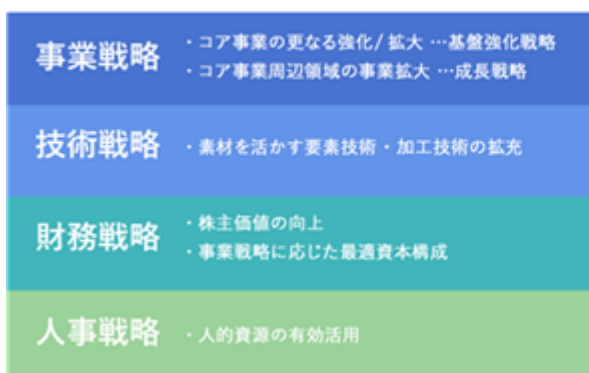 事業戦略
・コア事業の更なる強化/拡大 …基盤強化戦略
・コア事業周辺領域の事業拡大 …成長戦略
技術戦略
・素材を活かす要素技術・加工技術の拡充
財務戦略
・株主価値の向上
・事業戦略に応じた最適資本構成
人事戦略
・人的資源の有効活用